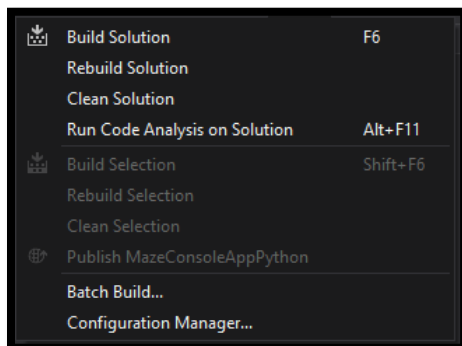 Build Solution F6
Rebuild Solution
Clean Solution
Run Code Analysis on Solution Alt+F11
Build Selection Shift+F6
Rebuild Selection
Clean Selection
Publish MazeConsoleAppPython
Batch Build...
Configuration Manager...